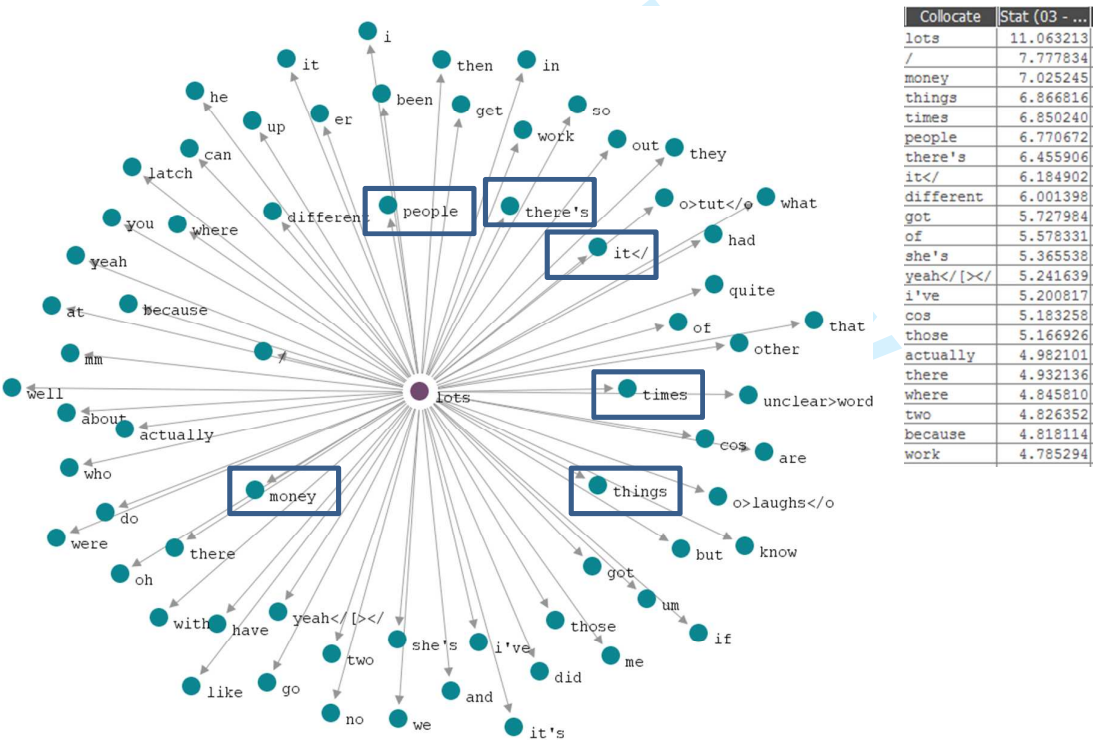 i
it
then
in
he
been
get
so
up
er
work
out
they
can
latch
different
people
there's
o>tut</o
what
you
where
it</
had
yeah
quite
at
because
of
that
/
other
mm
well
lots
times
unclear>word
about
actually
cos
are
who
money
things
o>laughs</o
do
were
there
but
know
oh
got
with
have
yeah</[></
um
those
if
two
she's
i've
me
like
go
did
and
no
we
it's
Collocate Stat (03 - ...
lots 11.063213
/ 7.777834
money 7.025245
things 6.866816
times 6.850240
people 6.770672
there's 6.455906
it</ 6.184902
different 6.001398
got 5.727984
of 5.578331
she's 5.365538
yeah</[></ 5.241639
i've 5.200817
cos 5.183258
those 5.166926
actually 4.982101
there 4.932136
where 4.845810
two 4.826352
because 4.818114
work 4.785294